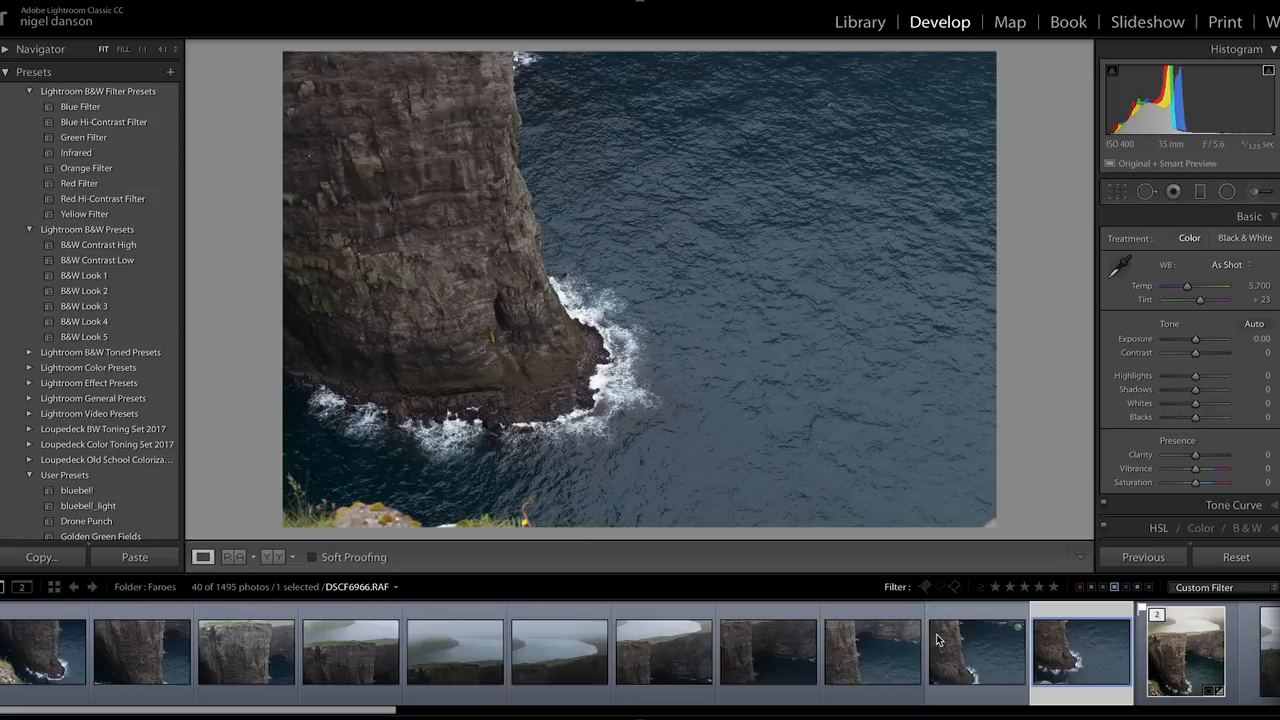 Adobe Lightroom Classic CC
nigel danson
Library | Develop | Map | Book | Slideshow | Print |
Navigator FIT FILL 1:1
Presets +
Lightroom B&W Filter Presets
Blue Filter
Blue Hi-Contrast Filter
Green Filter
Infrared
Orange Filter
Red Filter
Red Hi-Contrast Filter
Yellow Filter
Lightroom B&W Presets
B&W Contrast High
B&W Contrast Low
B&W Look 1
B&W Look 2
B&W Look 3
B&W Look 4
B&W Look 5
Lightroom B&W Toned Presets
Lightroom Color Presets
Lightroom Effect Presets
Lightroom General Presets
Lightroom Video Presets
Loupedeck BW Toning Set 2017
Loupedeck Color Toning Set 2017
Loupedeck Old School Coloriza...
User Presets
bluebell
bluebell_light
Drone Punch
Golden Green Fields
Copy... Paste
Soft Proofing
Histogram
ISO 400 35 mm f / 5.6 1/125 sec
Original + Smart Preview
Basic
Treatment : Color Black & White
WB: As Shot
Temp 5,700
Tint + 23
Tone Auto
Exposure 0.00
Contrast 0
Highlights 0
Shadows 0
Whites 0
Blacks 0
Presence
Clarity 0
Vibrance 0
Saturation 0
Tone Curve
HSL / Color / B & W
Previous Reset
2 Folder : Faroes 40 of 1495 photos / 1 selected / DSCF6966.RAF Filter : Custom Filter
2